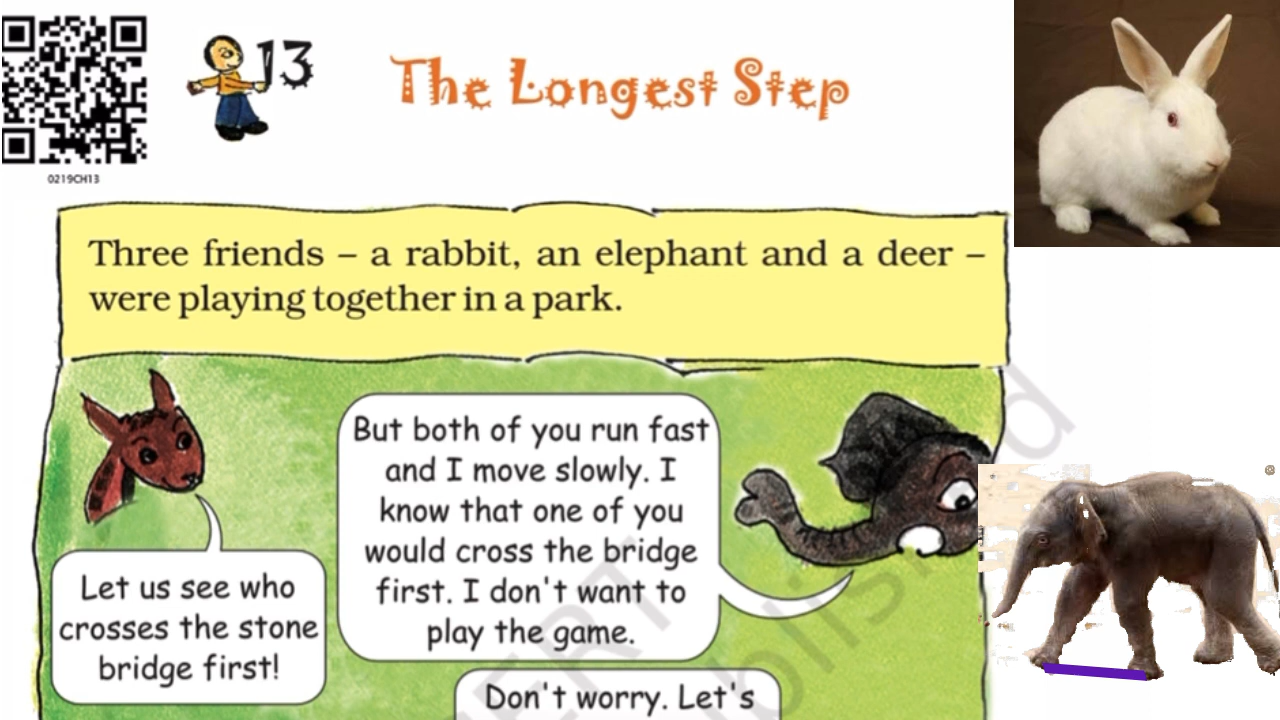 13
The Longest Step
0219CH13
Three friends – a rabbit, an elephant and a deer –
were playing together in a park.
But both of you run fast
and I move slowly. I
know that one of you
would cross the bridge
first. I don't want to
play the game.
Let us see who
crosses the stone
bridge first!
Don't worry. Let's